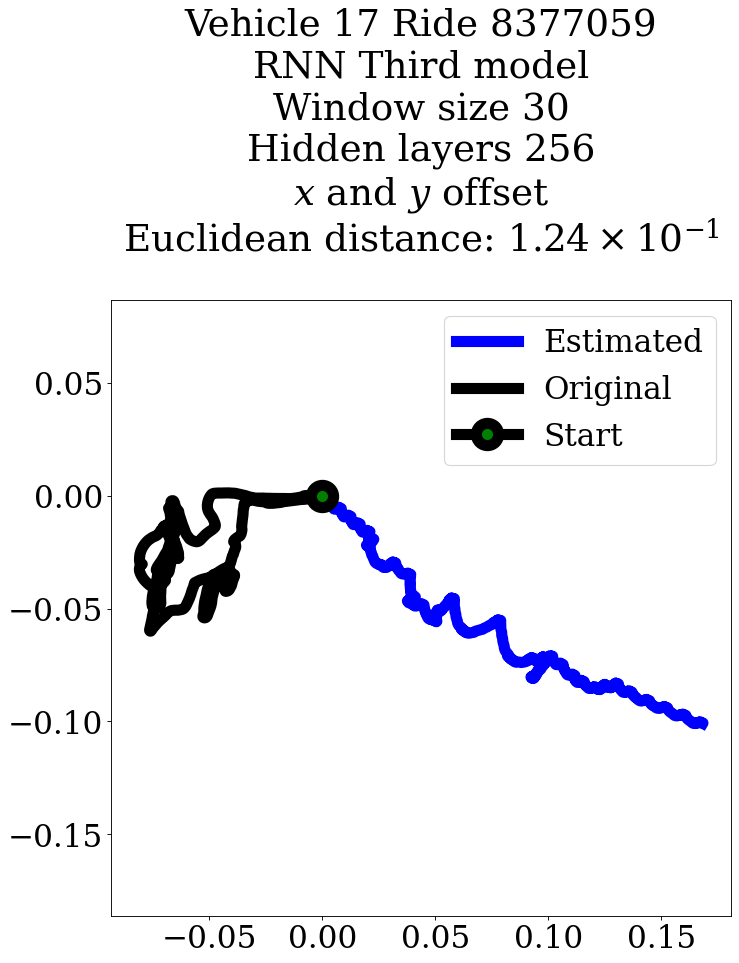 Vehicle 17 Ride 8377059
RNN Third model
Window size 30
Hidden layers 256
x and y offset
Euclidean distance: 1.24 × 10⁻¹
Estimated
Original
Start
0.05
0.00
−0.05
−0.10
−0.15
−0.05 0.00 0.05 0.10 0.15